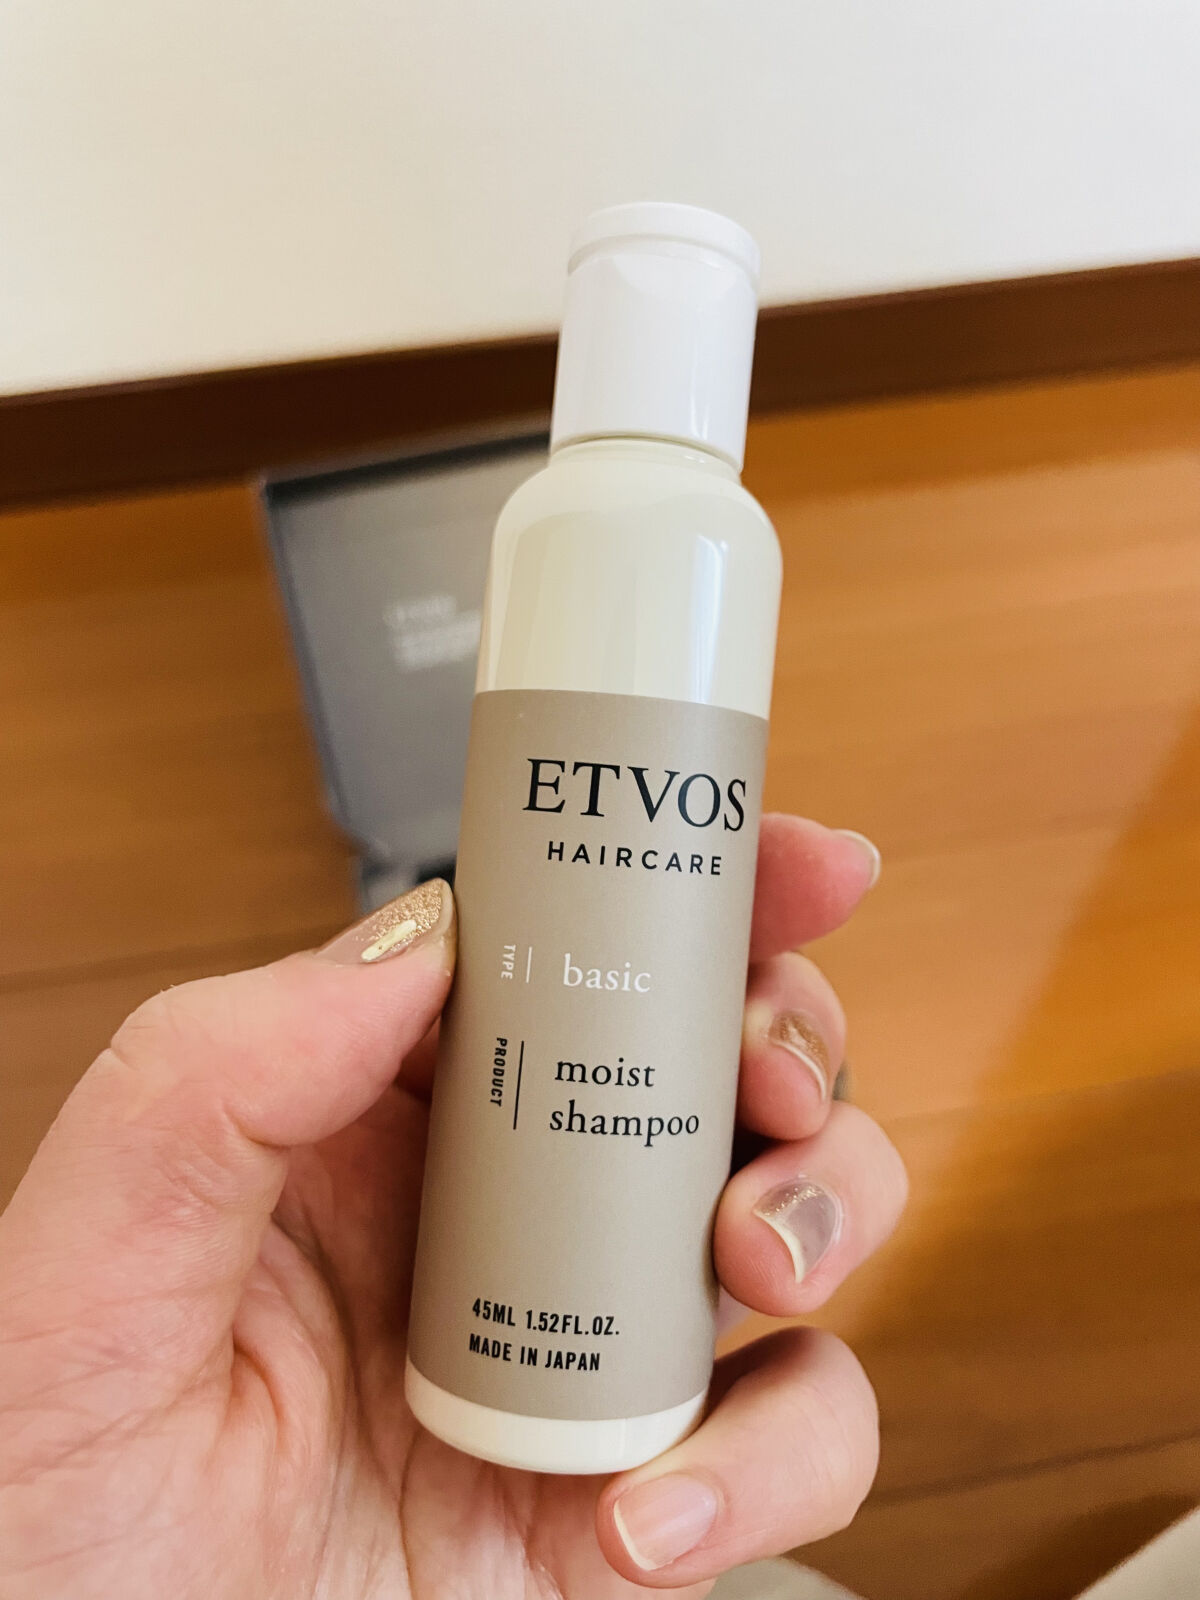 ETVOS
HAIRCARE
TYPE
basic
PRODUCT
moist
shampoo
45ML 1.52FL.OZ.
MADE IN JAPAN